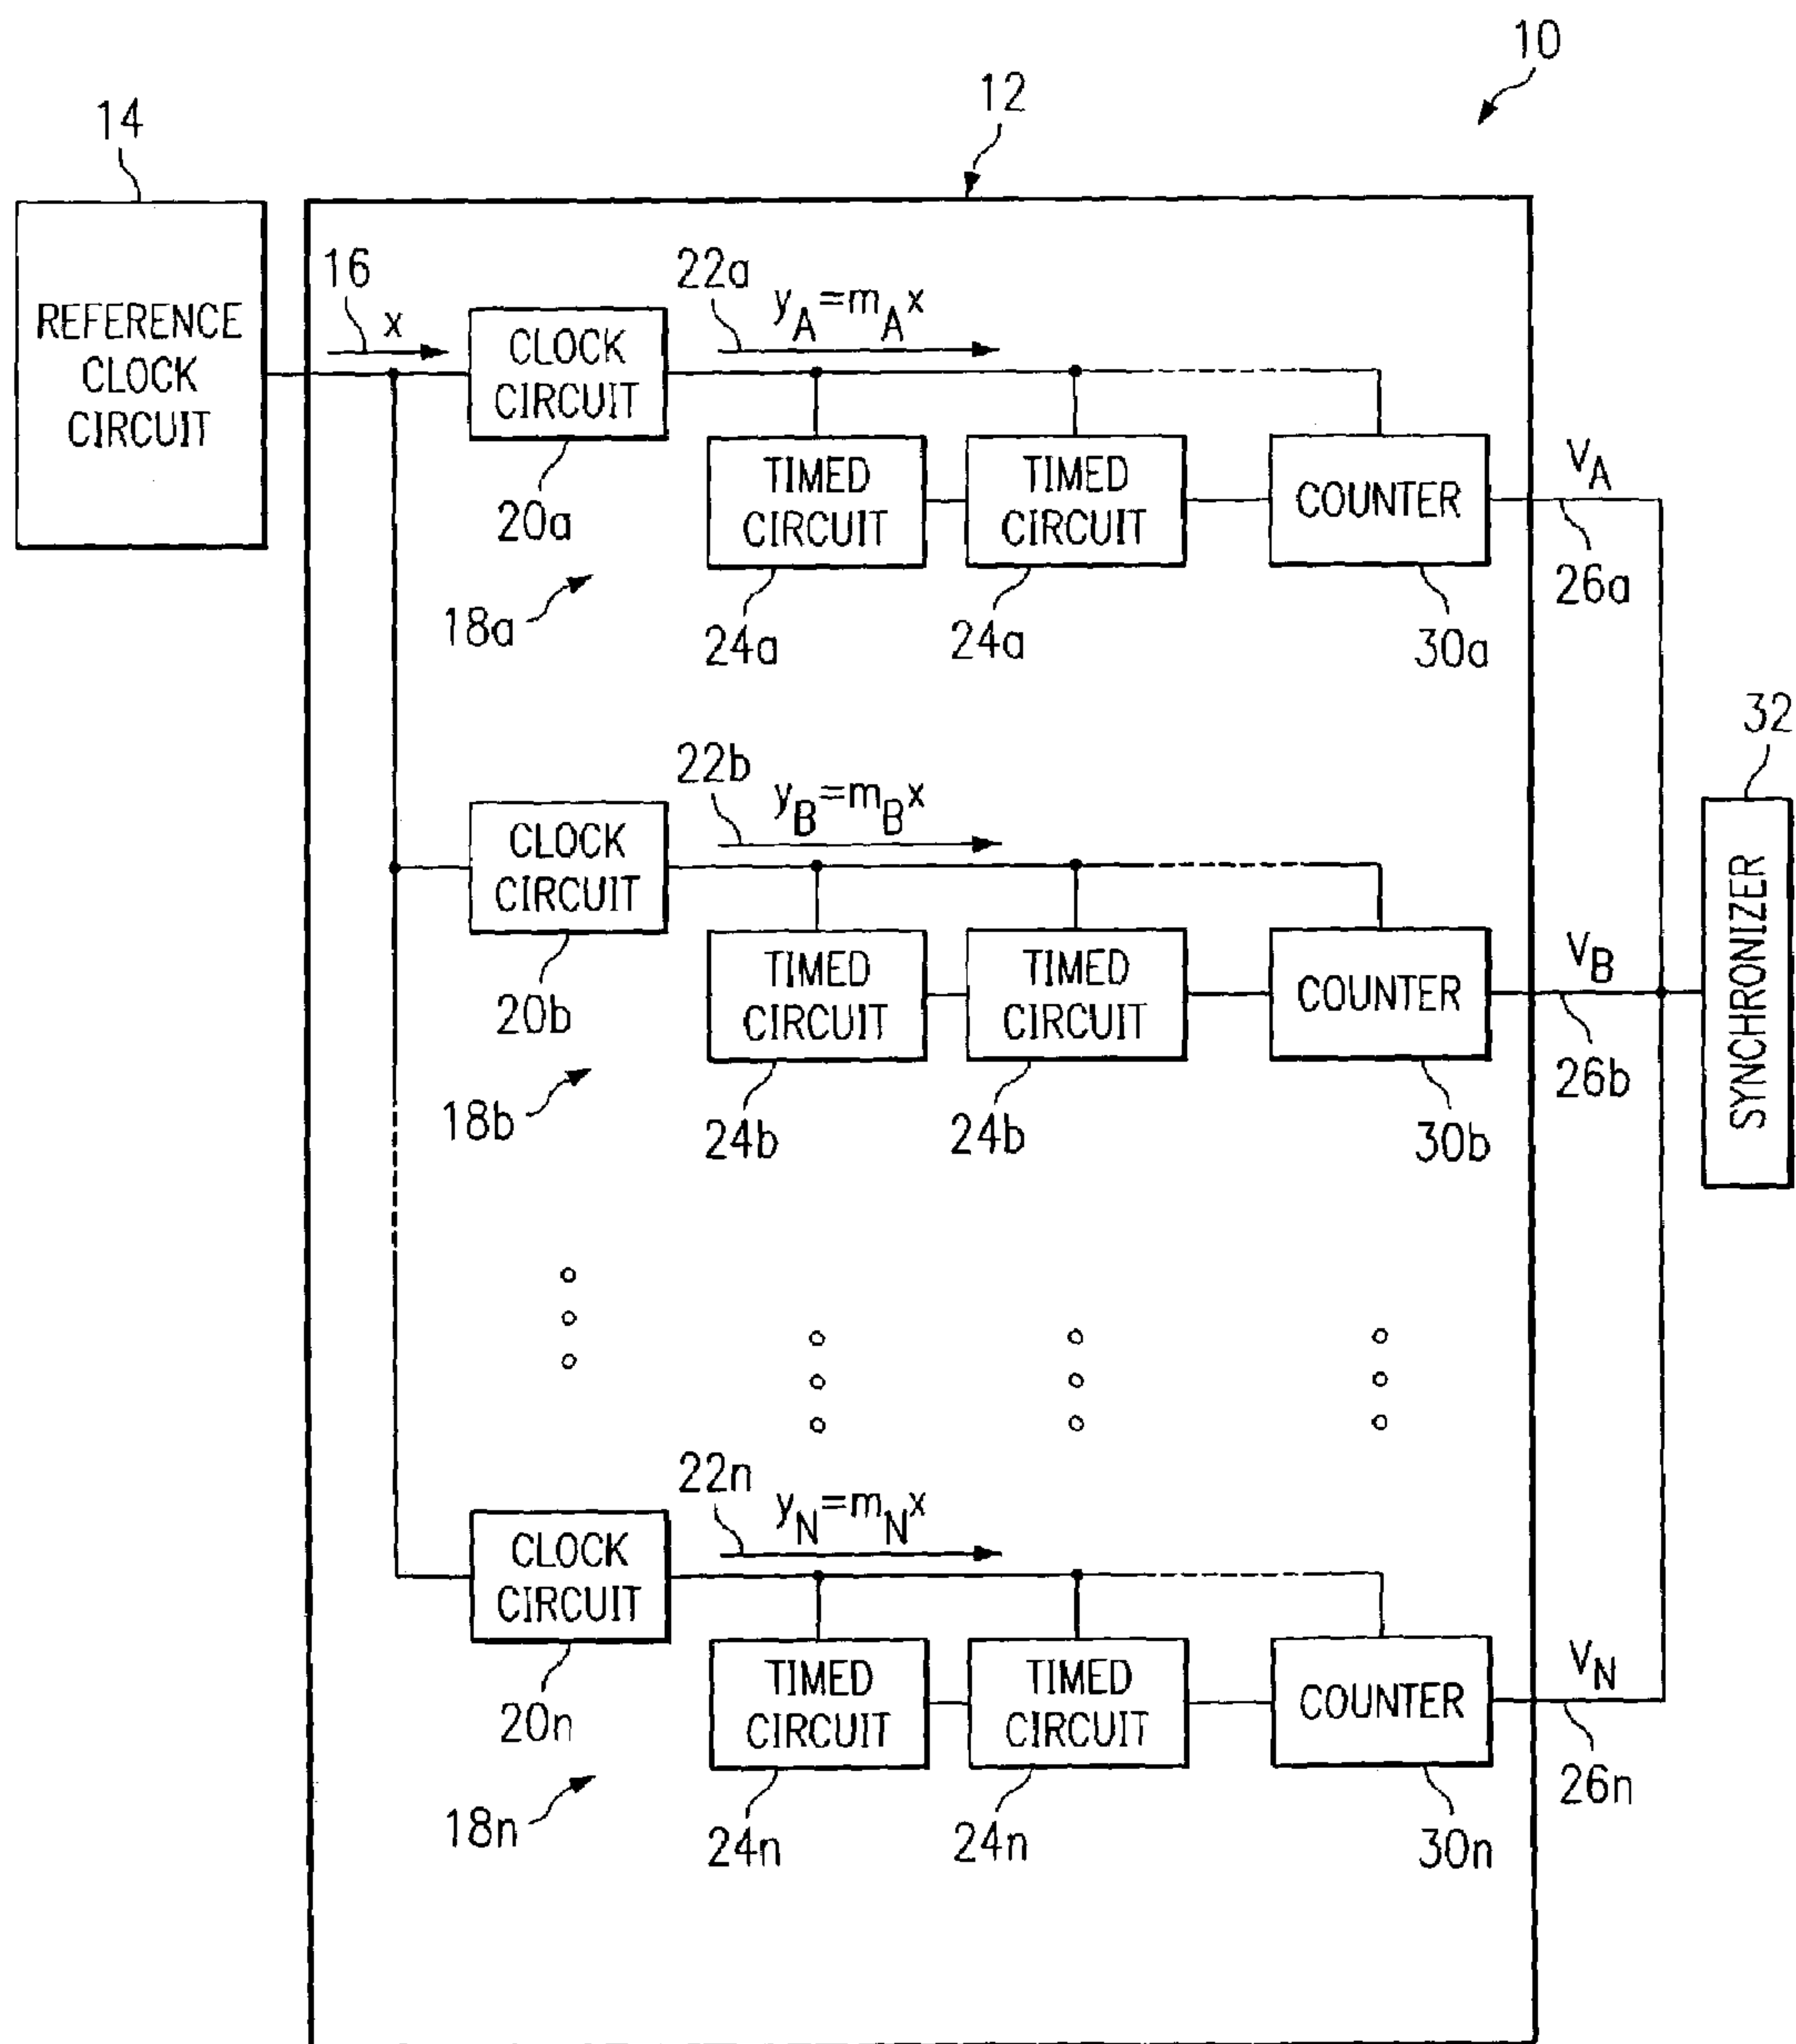 10
12
14
REFERENCE
CLOCK
CIRCUIT
16
x
CLOCK
CIRCUIT
20a
22a
yA=mAx
TIMED
CIRCUIT
24a
TIMED
CIRCUIT
24a
COUNTER
30a
VA
26a
18a
32
SYNCHRONIZER
CLOCK
CIRCUIT
20b
22b
yB=mBx
TIMED
CIRCUIT
24b
TIMED
CIRCUIT
24b
COUNTER
30b
VB
26b
18b
CLOCK
CIRCUIT
20n
22n
yN=mNx
TIMED
CIRCUIT
24n
TIMED
CIRCUIT
24n
COUNTER
30n
VN
26n
18n